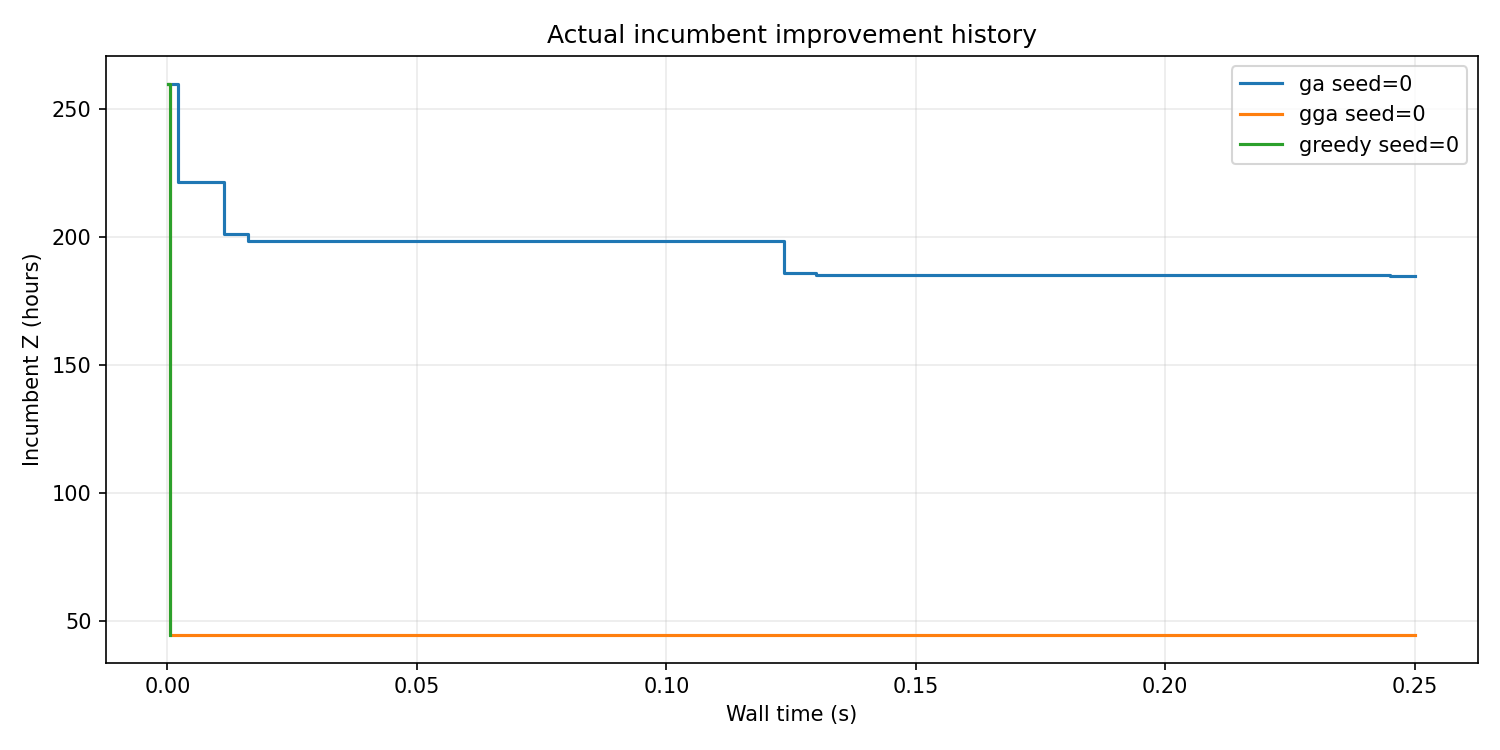 Actual incumbent improvement history
ga seed=0
gga seed=0
greedy seed=0
Incumbent Z (hours)
250
200
150
100
50
0.00 0.05 0.10 0.15 0.20 0.25
Wall time (s)